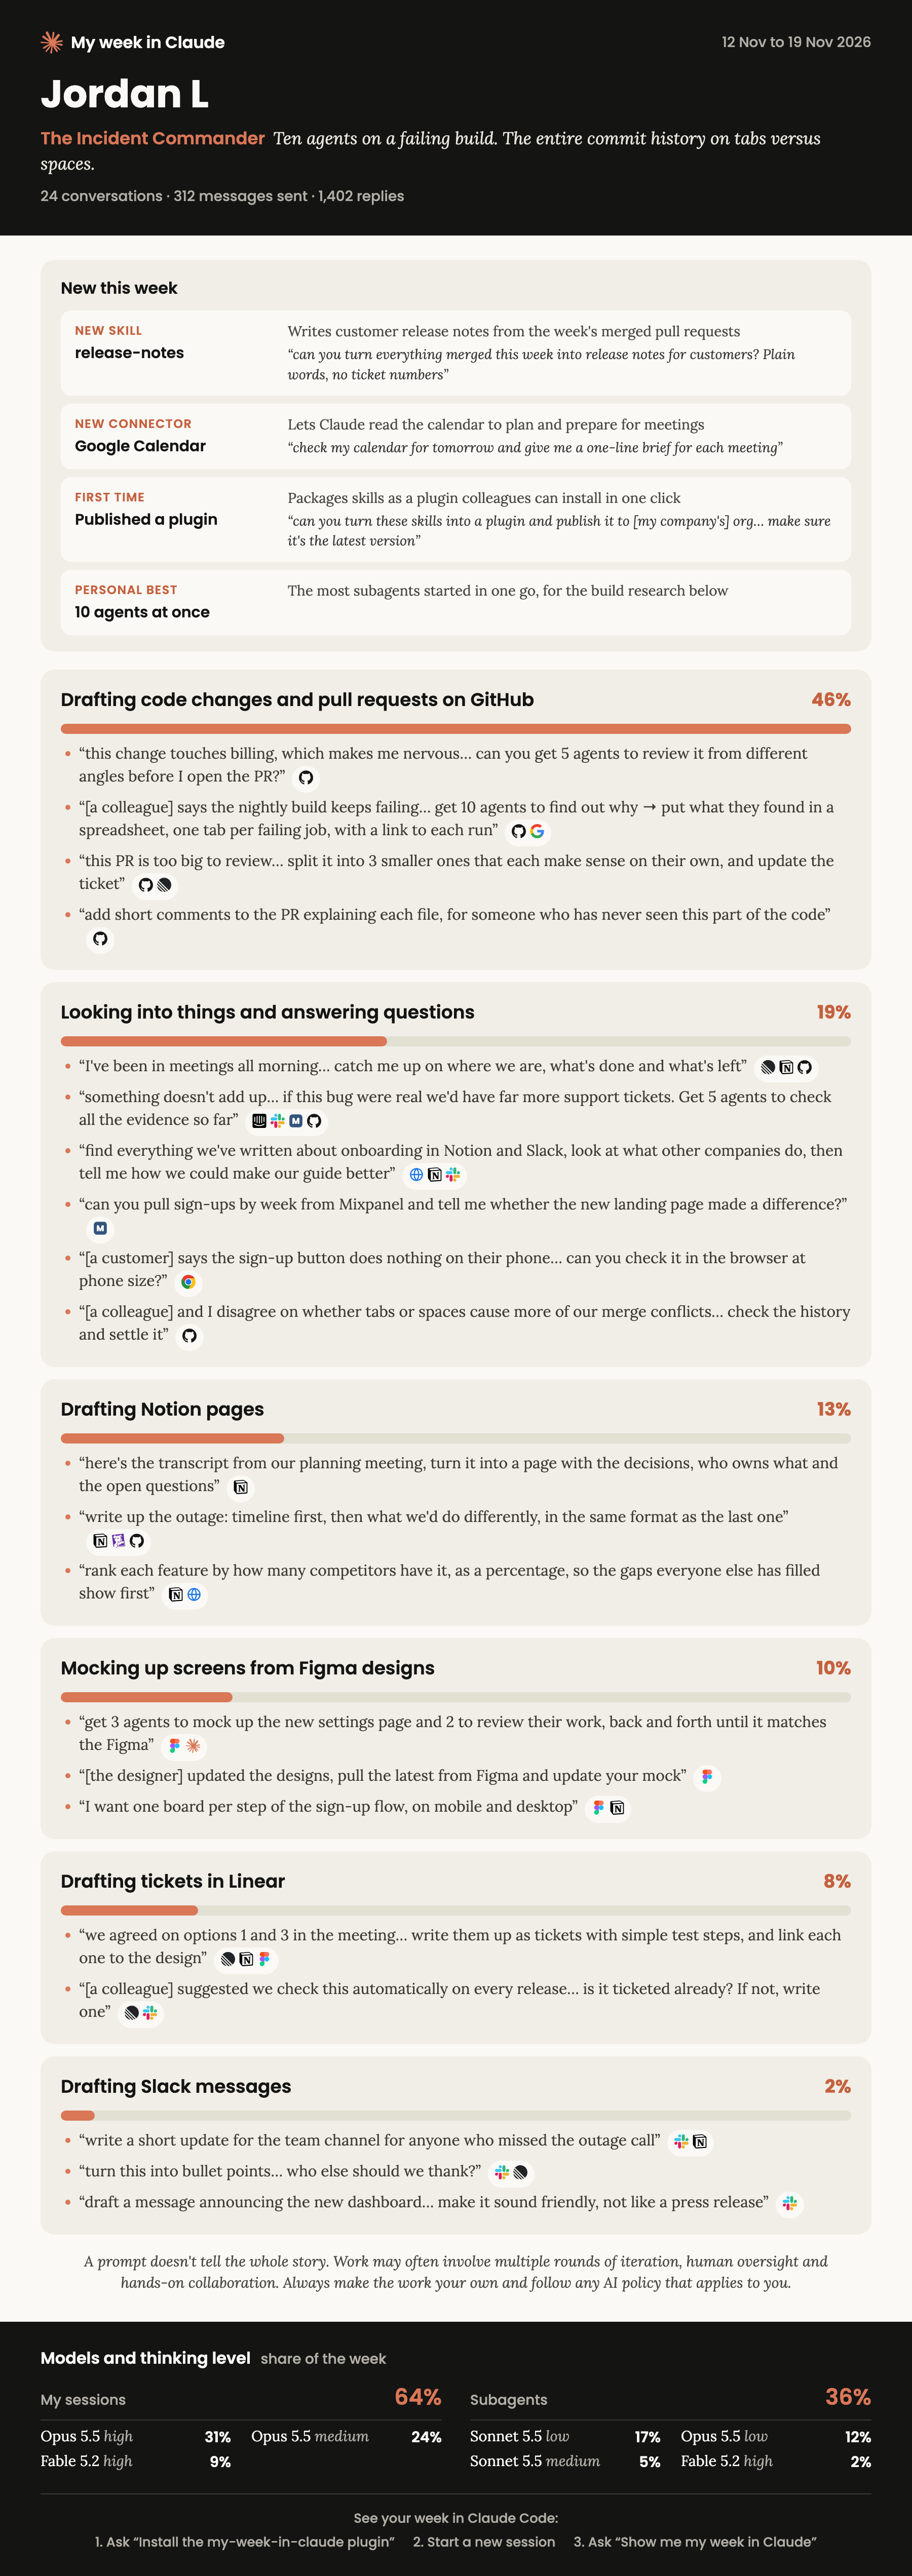 My week in Claude
12 Nov to 19 Nov 2026
Jordan L
The Incident Commander Ten agents on a failing build. The entire commit history on tabs versus
spaces.
24 conversations · 312 messages sent · 1,402 replies
New this week
NEW SKILL
release-notes
Writes customer release notes from the week's merged pull requests
“can you turn everything merged this week into release notes for customers? Plain
words, no ticket numbers”
NEW CONNECTOR
Google Calendar
Lets Claude read the calendar to plan and prepare for meetings
“check my calendar for tomorrow and give me a one-line brief for each meeting”
FIRST TIME
Published a plugin
Packages skills as a plugin colleagues can install in one click
“can you turn these skills into a plugin and publish it to [my company's] org… make sure
it's the latest version”
PERSONAL BEST
10 agents at once
The most subagents started in one go, for the build research below
Drafting code changes and pull requests on GitHub 46%
• “this change touches billing, which makes me nervous… can you get 5 agents to review it from different
angles before I open the PR?”
• “[a colleague] says the nightly build keeps failing… get 10 agents to find out why → put what they found in a
spreadsheet, one tab per failing job, with a link to each run”
• “this PR is too big to review… split it into 3 smaller ones that each make sense on their own, and update the
ticket”
• “add short comments to the PR explaining each file, for someone who has never seen this part of the code”
Looking into things and answering questions 19%
• “I've been in meetings all morning… catch me up on where we are, what's done and what's left”
• “something doesn't add up… if this bug were real we'd have far more support tickets. Get 5 agents to check
all the evidence so far”
• “find everything we've written about onboarding in Notion and Slack, look at what other companies do, then
tell me how we could make our guide better”
• “can you pull sign-ups by week from Mixpanel and tell me whether the new landing page made a difference?”
• “[a customer] says the sign-up button does nothing on their phone… can you check it in the browser at
phone size?”
• “[a colleague] and I disagree on whether tabs or spaces cause more of our merge conflicts… check the history
and settle it”
Drafting Notion pages 13%
• “here's the transcript from our planning meeting, turn it into a page with the decisions, who owns what and
the open questions”
• “write up the outage: timeline first, then what we'd do differently, in the same format as the last one”
• “rank each feature by how many competitors have it, as a percentage, so the gaps everyone else has filled
show first”
Mocking up screens from Figma designs 10%
• “get 3 agents to mock up the new settings page and 2 to review their work, back and forth until it matches
the Figma”
• “[the designer] updated the designs, pull the latest from Figma and update your mock”
• “I want one board per step of the sign-up flow, on mobile and desktop”
Drafting tickets in Linear 8%
• “we agreed on options 1 and 3 in the meeting… write them up as tickets with simple test steps, and link each
one to the design”
• “[a colleague] suggested we check this automatically on every release… is it ticketed already? If not, write
one”
Drafting Slack messages 2%
• “write a short update for the team channel for anyone who missed the outage call”
• “turn this into bullet points… who else should we thank?”
• “draft a message announcing the new dashboard… make it sound friendly, not like a press release”
A prompt doesn't tell the whole story. Work may often involve multiple rounds of iteration, human oversight and
hands-on collaboration. Always make the work your own and follow any AI policy that applies to you.
Models and thinking level share of the week
My sessions 64%
Opus 5.5 high 31% Opus 5.5 medium 24%
Fable 5.2 high 9%
Subagents 36%
Sonnet 5.5 low 17% Opus 5.5 low 12%
Sonnet 5.5 medium 5% Fable 5.2 high 2%
See your week in Claude Code:
1. Ask “Install the my-week-in-claude plugin” 2. Start a new session 3. Ask “Show me my week in Claude”